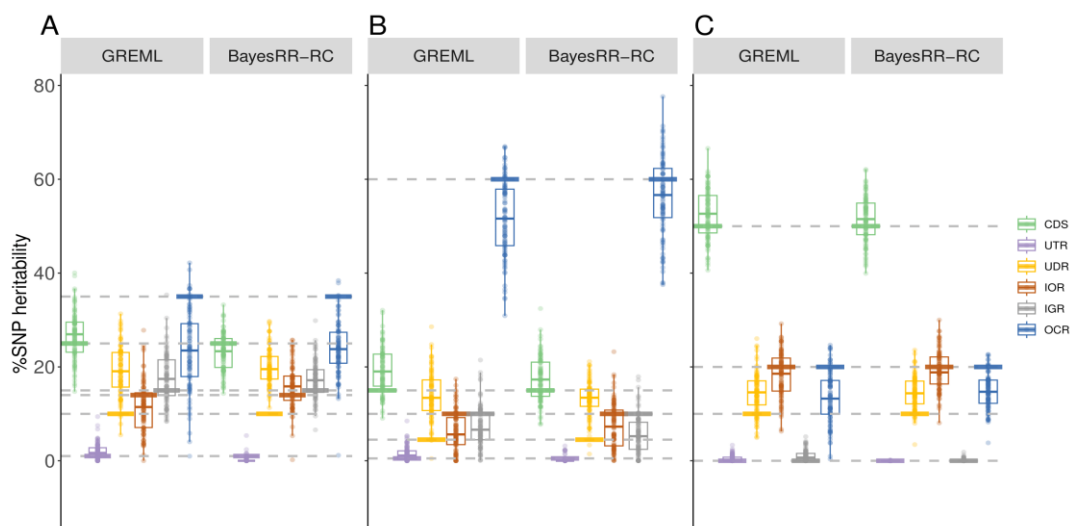 A
B
C
GREML
BayesRR−RC
GREML
BayesRR−RC
GREML
BayesRR−RC
%SNP heritability
80
60
40
20
0
CDS
UTR
UDR
IOR
IGR
OCR